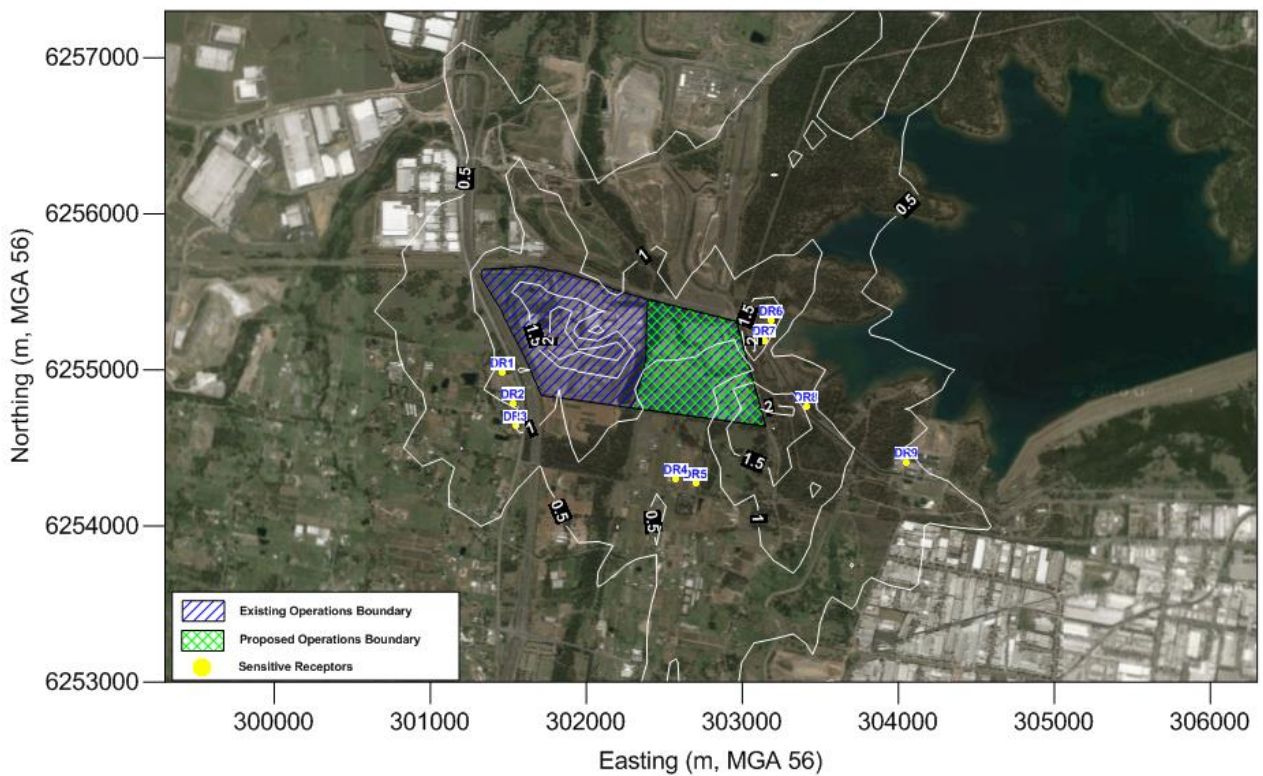 6257000
6256000
6255000
6254000
6253000
Northing (m, MGA 56)
0.5
0.5
1
1.5
DR6
DR7
2
1.5
2
DR1
DR2
DR3
1
2
DR8
DR4
DR5
1.5
DR9
0.5
0.5
1
Existing Operations Boundary
Proposed Operations Boundary
Sensitive Receptors
300000
301000
302000
303000
304000
305000
306000
Easting (m, MGA 56)